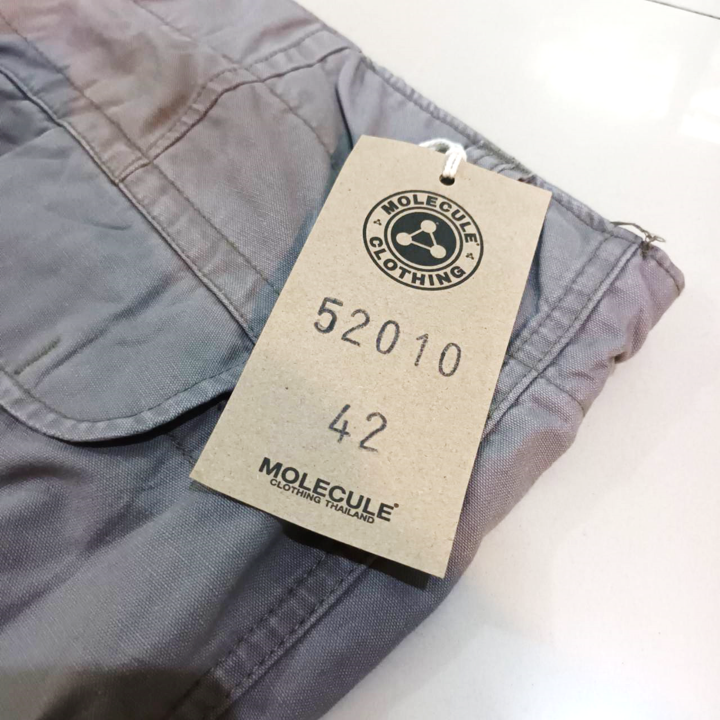 MOLECULE®
CLOTHING
52010
42
MOLECULE®
CLOTHING THAILAND